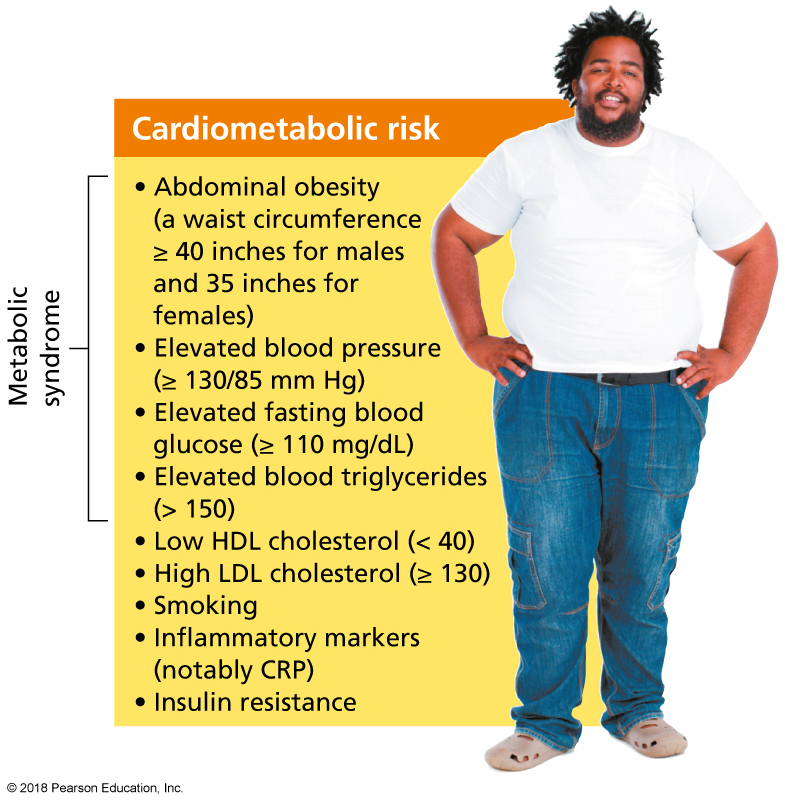 Cardiometabolic risk
Metabolic
syndrome
• Abdominal obesity
(a waist circumference
≥ 40 inches for males
and 35 inches for
females)
• Elevated blood pressure
(≥ 130/85 mm Hg)
• Elevated fasting blood
glucose (≥ 110 mg/dL)
• Elevated blood triglycerides
(> 150)
• Low HDL cholesterol (< 40)
• High LDL cholesterol (≥ 130)
• Smoking
• Inflammatory markers
(notably CRP)
• Insulin resistance
© 2018 Pearson Education, Inc.